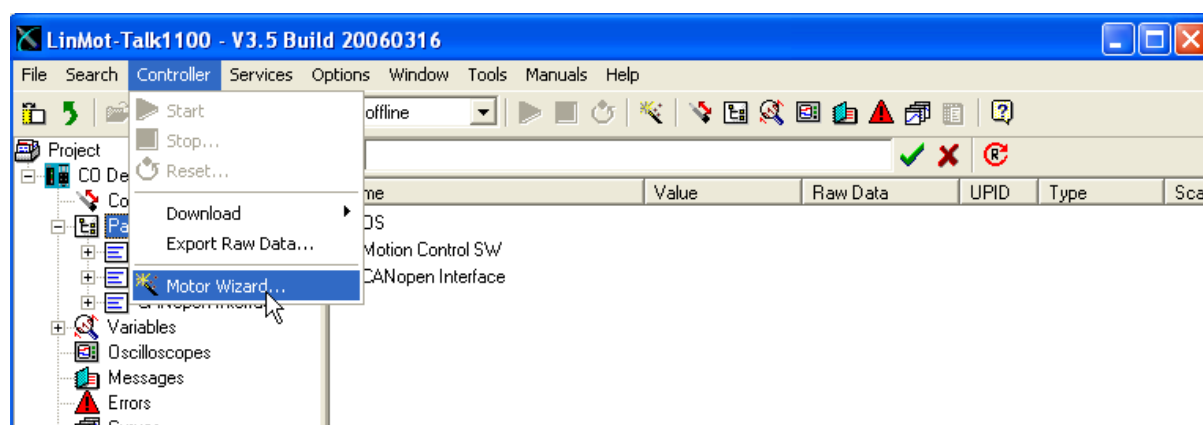 LinMot-Talk1100 - V3.5 Build 20060316
File Search Controller Services Options Window Tools Manuals Help
Start
offline
Stop...
Project
Reset...
CO De
Co
me Value Raw Data UPID Type Sca
Download
OS
Pa
Export Raw Data...
Motion Control SW
CANopen Interface
Motor Wizard...
Variables
Oscilloscopes
Messages
Errors